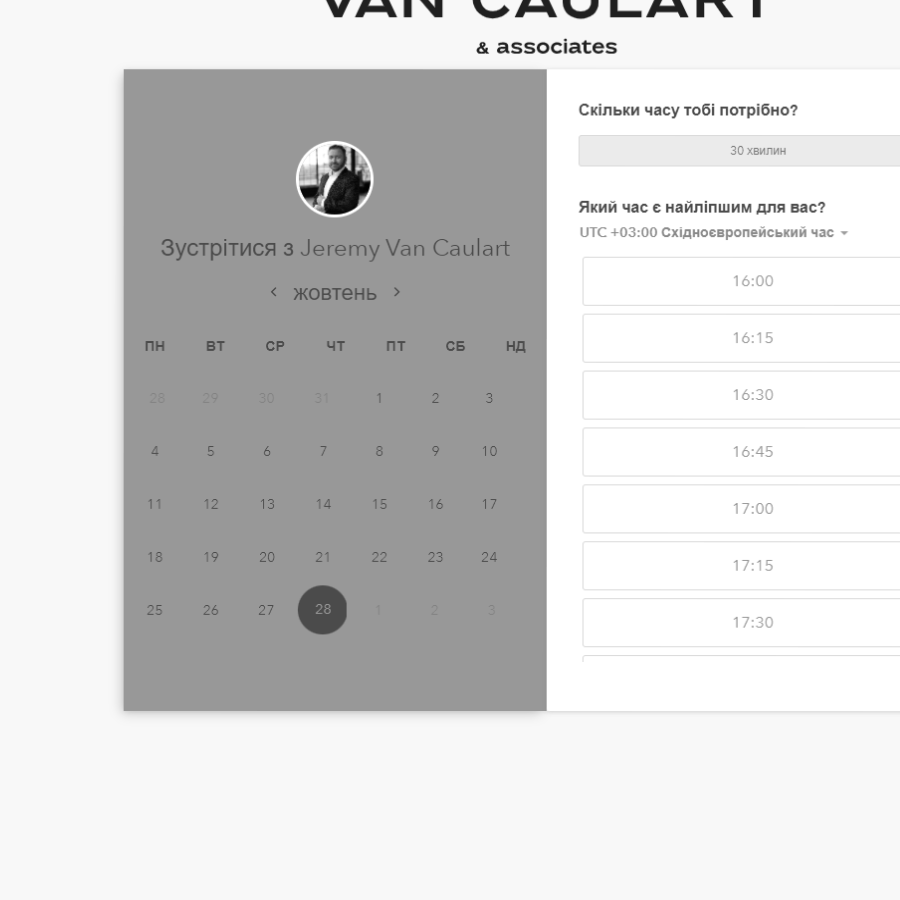 VAN CAULART
& associates
Зустрітися з Jeremy Van Caulart
жовтень
ПН ВТ СР ЧТ ПТ СБ НД
28 29 30 31 1 2 3
4 5 6 7 8 9 10
11 12 13 14 15 16 17
18 19 20 21 22 23 24
25 26 27 28 1 2 3
Скільки часу тобі потрібно?
30 хвилин
Який час є найліпшим для вас?
UTC +03:00 Східноєвропейський час
16:00
16:15
16:30
16:45
17:00
17:15
17:30